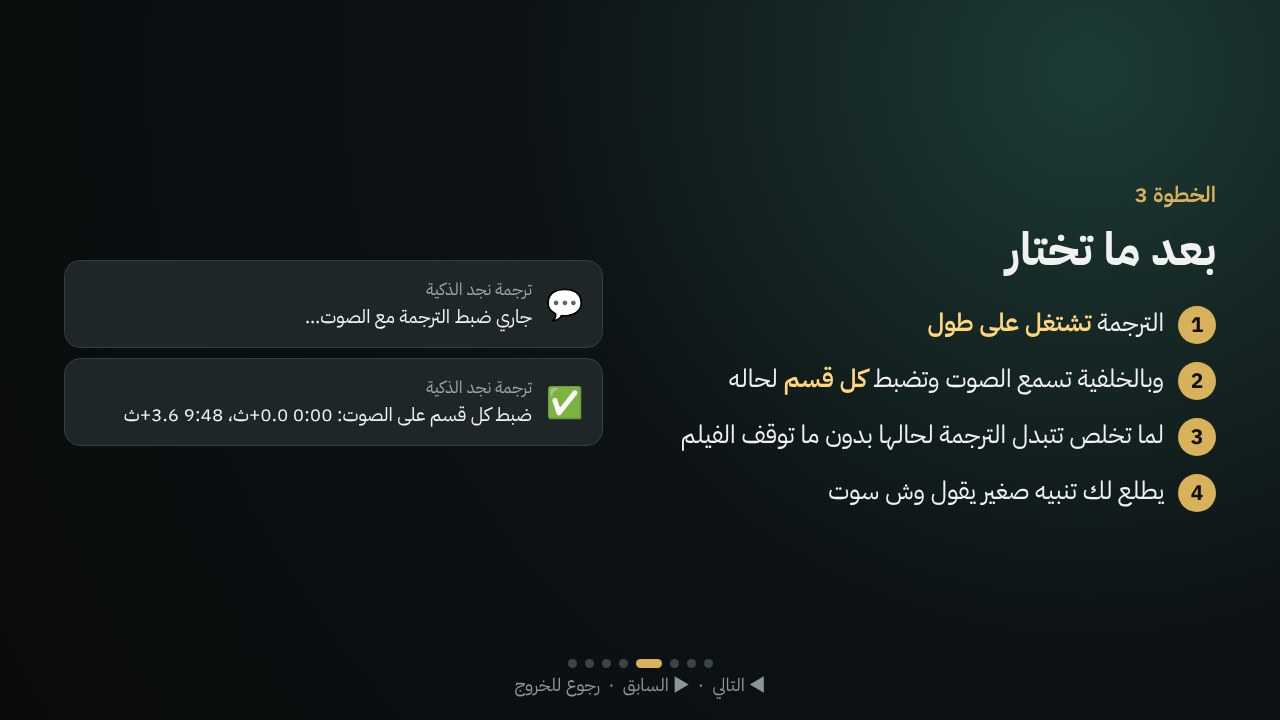 الخطوة 3
بعد ما تختار
1 الترجمة تشتغل على طول
2 وبالخلفية تسمع الصوت وتضبط كل قسم لحاله
3 لما تخلص تتبدل الترجمة لحالها بدون ما توقف الفيلم
4 يطلع لك تنبيه صغير يقول وش سوت
ترجمة نجد الذكية
جاري ضبط الترجمة مع الصوت...
ترجمة نجد الذكية
ضبط كل قسم على الصوت: 0:00 +0.0ث، 9:48 +3.6ث
◀ التالي · ▶ السابق · رجوع للخروج